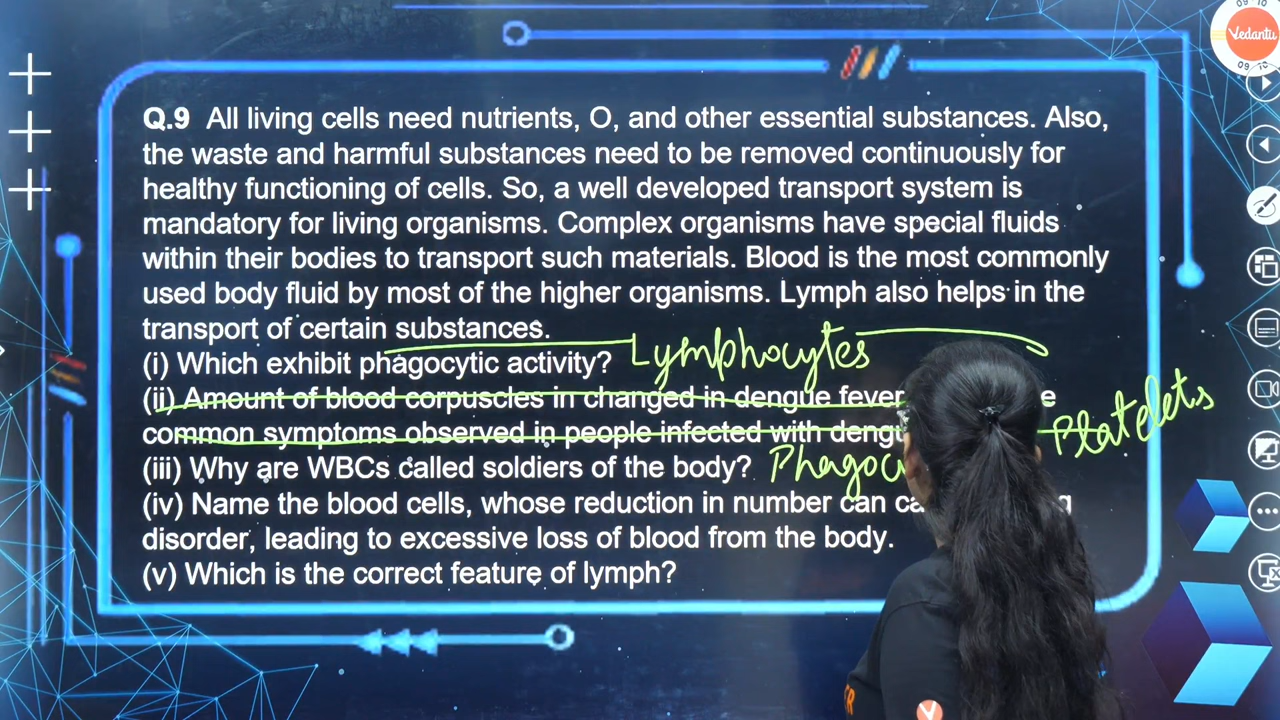 09 10
Vedantu
09 10
Q.9 All living cells need nutrients, O, and other essential substances. Also,
the waste and harmful substances need to be removed continuously for
healthy functioning of cells. So, a well developed transport system is
mandatory for living organisms. Complex organisms have special fluids
within their bodies to transport such materials. Blood is the most commonly
used body fluid by most of the higher organisms. Lymph also helps in the
transport of certain substances.
(i) Which exhibit phagocytic activity? Lymphocytes
(ii) Amount of blood corpuscles in changed in dengue fever
common symptoms observed in people infected with Platelets
(iii) Why are WBCs called soldiers of the body?
(iv) Name the blood cells, whose reduction in number can
disorder, leading to excessive loss of blood from the body.
(v) Which is the correct feature of lymph?
V